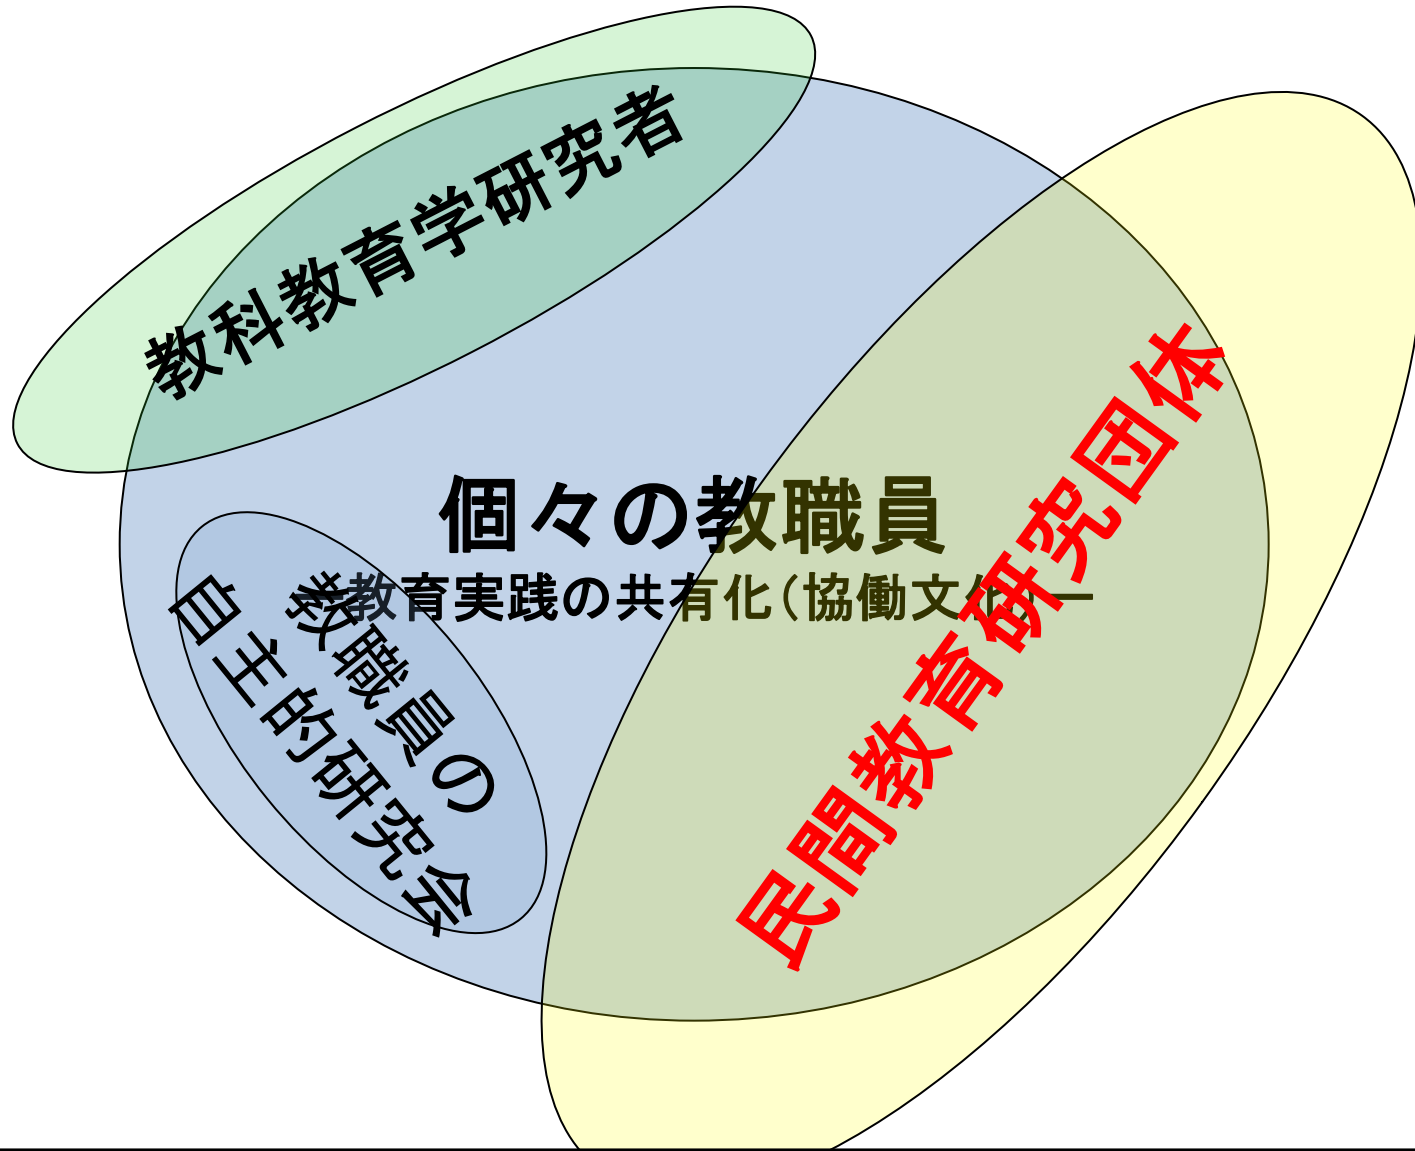 教科教育学研究者
個々の教職員
―教育実践の共有化（協働文化）―
教職員の
自主的研究会
民間教育研究団体